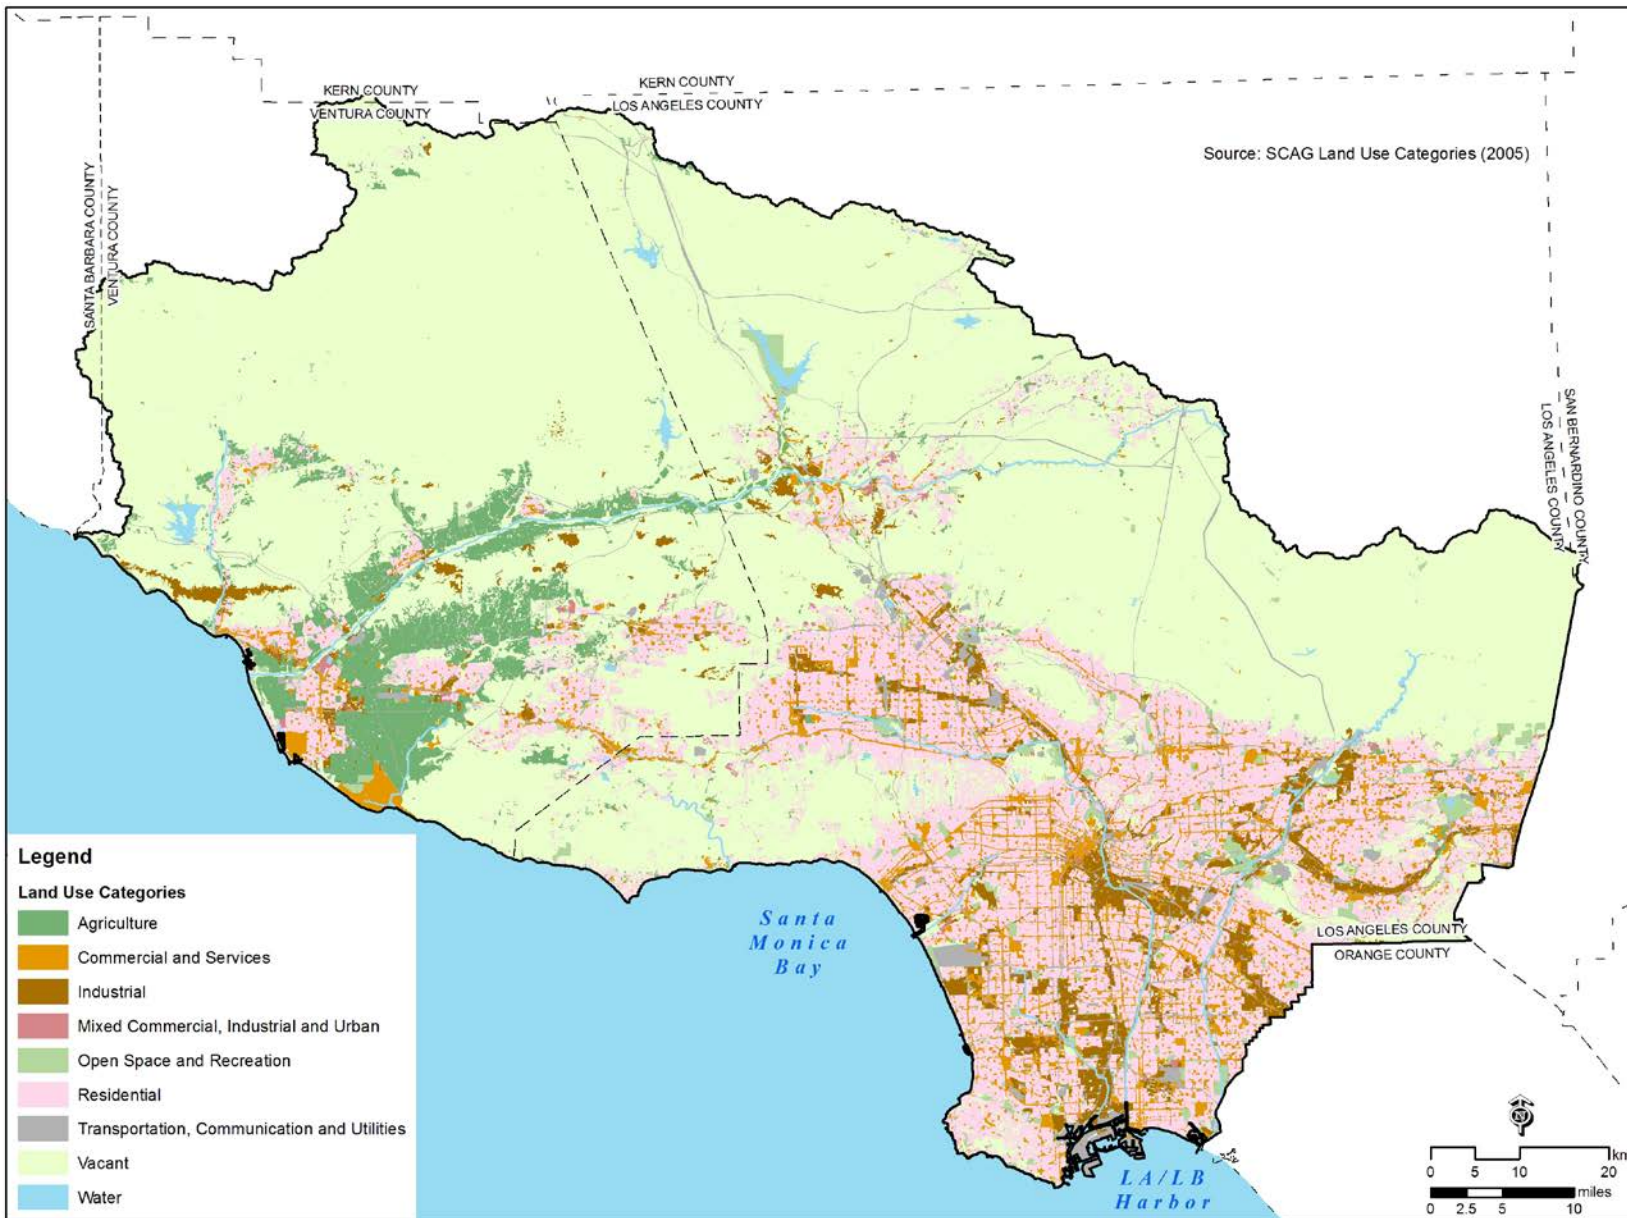 KERN COUNTY
KERN COUNTY
VENTURA COUNTY
LOS ANGELES COUNTY
Source: SCAG Land Use Categories (2005)
SANTA BARBARA COUNTY
VENTURA COUNTY
SAN BERNARDINO COUNTY
LOS ANGELES COUNTY
Legend
Land Use Categories
Agriculture
Commercial and Services
Industrial
Mixed Commercial, Industrial and Urban
Open Space and Recreation
Residential
Transportation, Communication and Utilities
Vacant
Water
Santa
Monica
Bay
LOS ANGELES COUNTY
ORANGE COUNTY
LA/LB
Harbor
N
km
0 5 10 20
miles
0 2.5 5 10